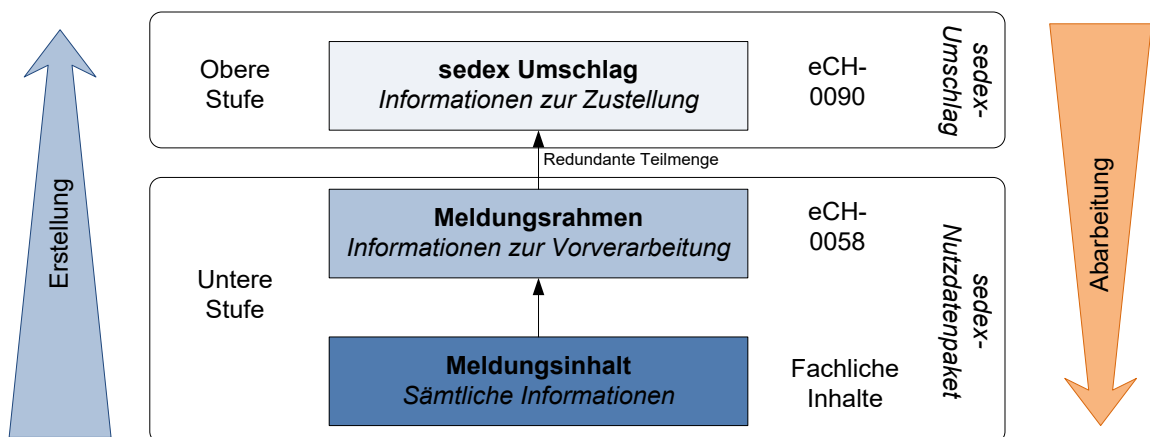 Erstellung
Obere
Stufe
sedex Umschlag
Informationen zur Zustellung
eCH-
0090
sedex-
Umschlag
Redundante Teilmenge
Untere
Stufe
Meldungsrahmen
Informationen zur Vorverarbeitung
eCH-
0058
Meldungsinhalt
Sämtliche Informationen
Fachliche
Inhalte
sedex-
Nutzdatenpaket
Abarbeitung